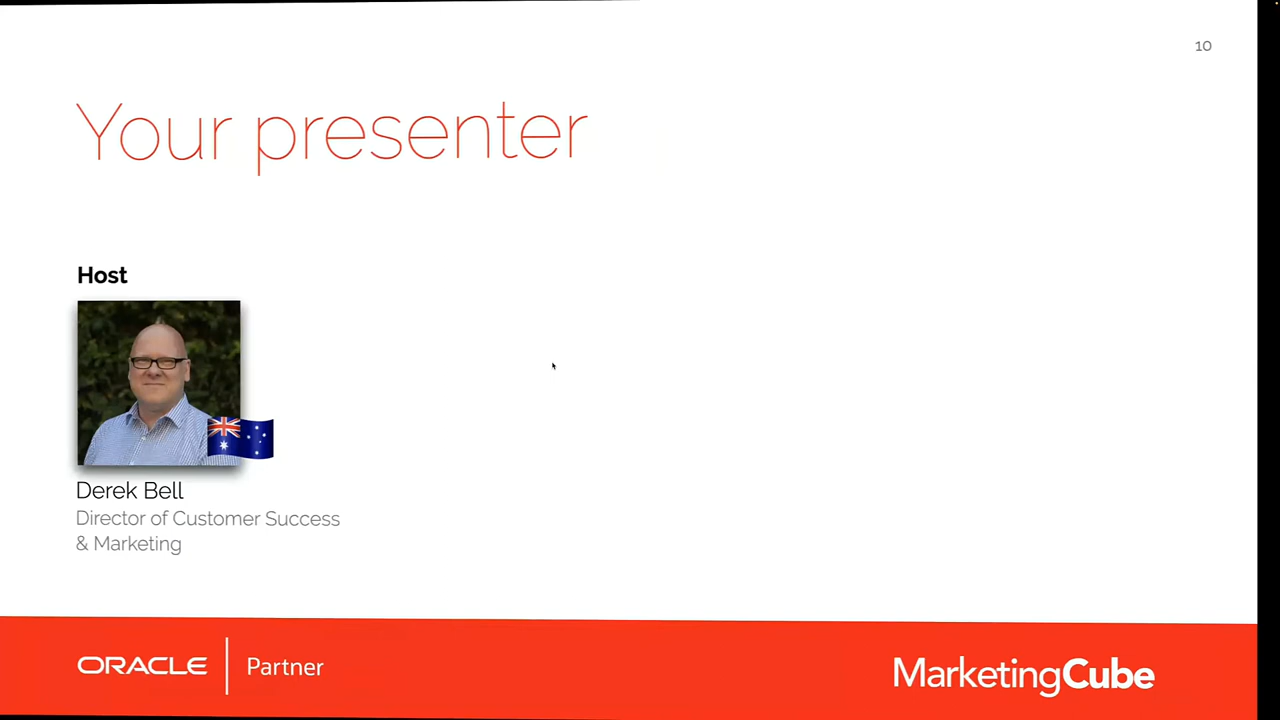 10
Your presenter
Host
Derek Bell
Director of Customer Success
& Marketing
ORACLE | Partner
MarketingCube